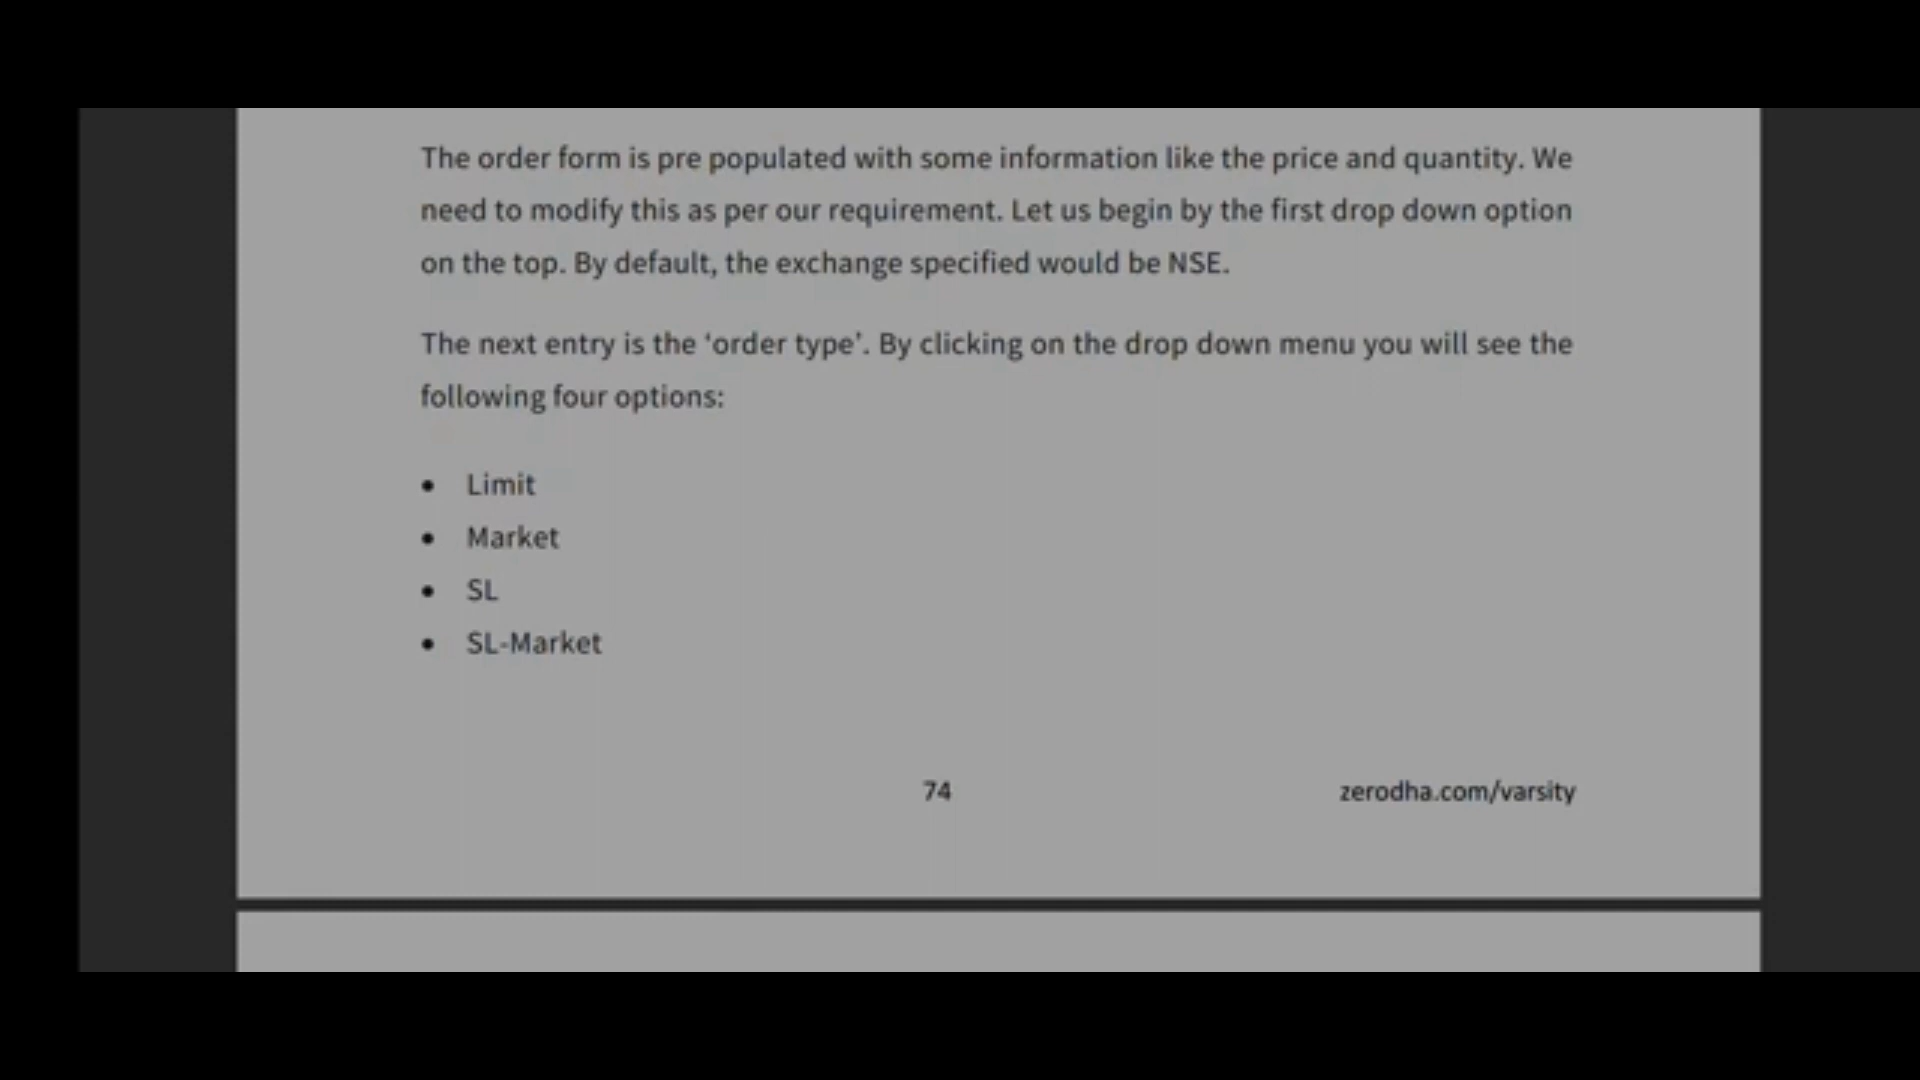 The order form is pre populated with some information like the price and quantity. We
need to modify this as per our requirement. Let us begin by the first drop down option
on the top. By default, the exchange specified would be NSE.
The next entry is the ‘order type’. By clicking on the drop down menu you will see the
following four options:
• Limit
• Market
• SL
• SL-Market
74 zerodha.com/varsity